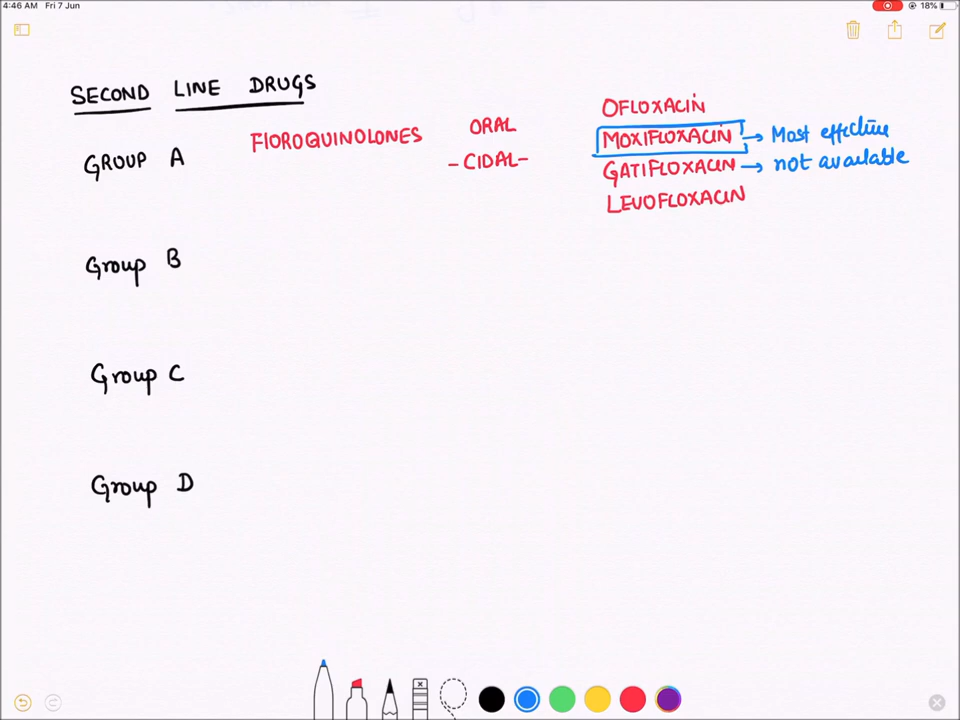 4:46 AM Fri 7 Jun
18%
SECOND LINE DRUGS
GROUP A
FlOROQUINOLONES
ORAL
-CIDAL-
OFLOXACIN
MOXIFLOXACIN → Most effective
GATIFLOXACIN → not available
LEVOFLOXACIN
Group B
Group C
Group D